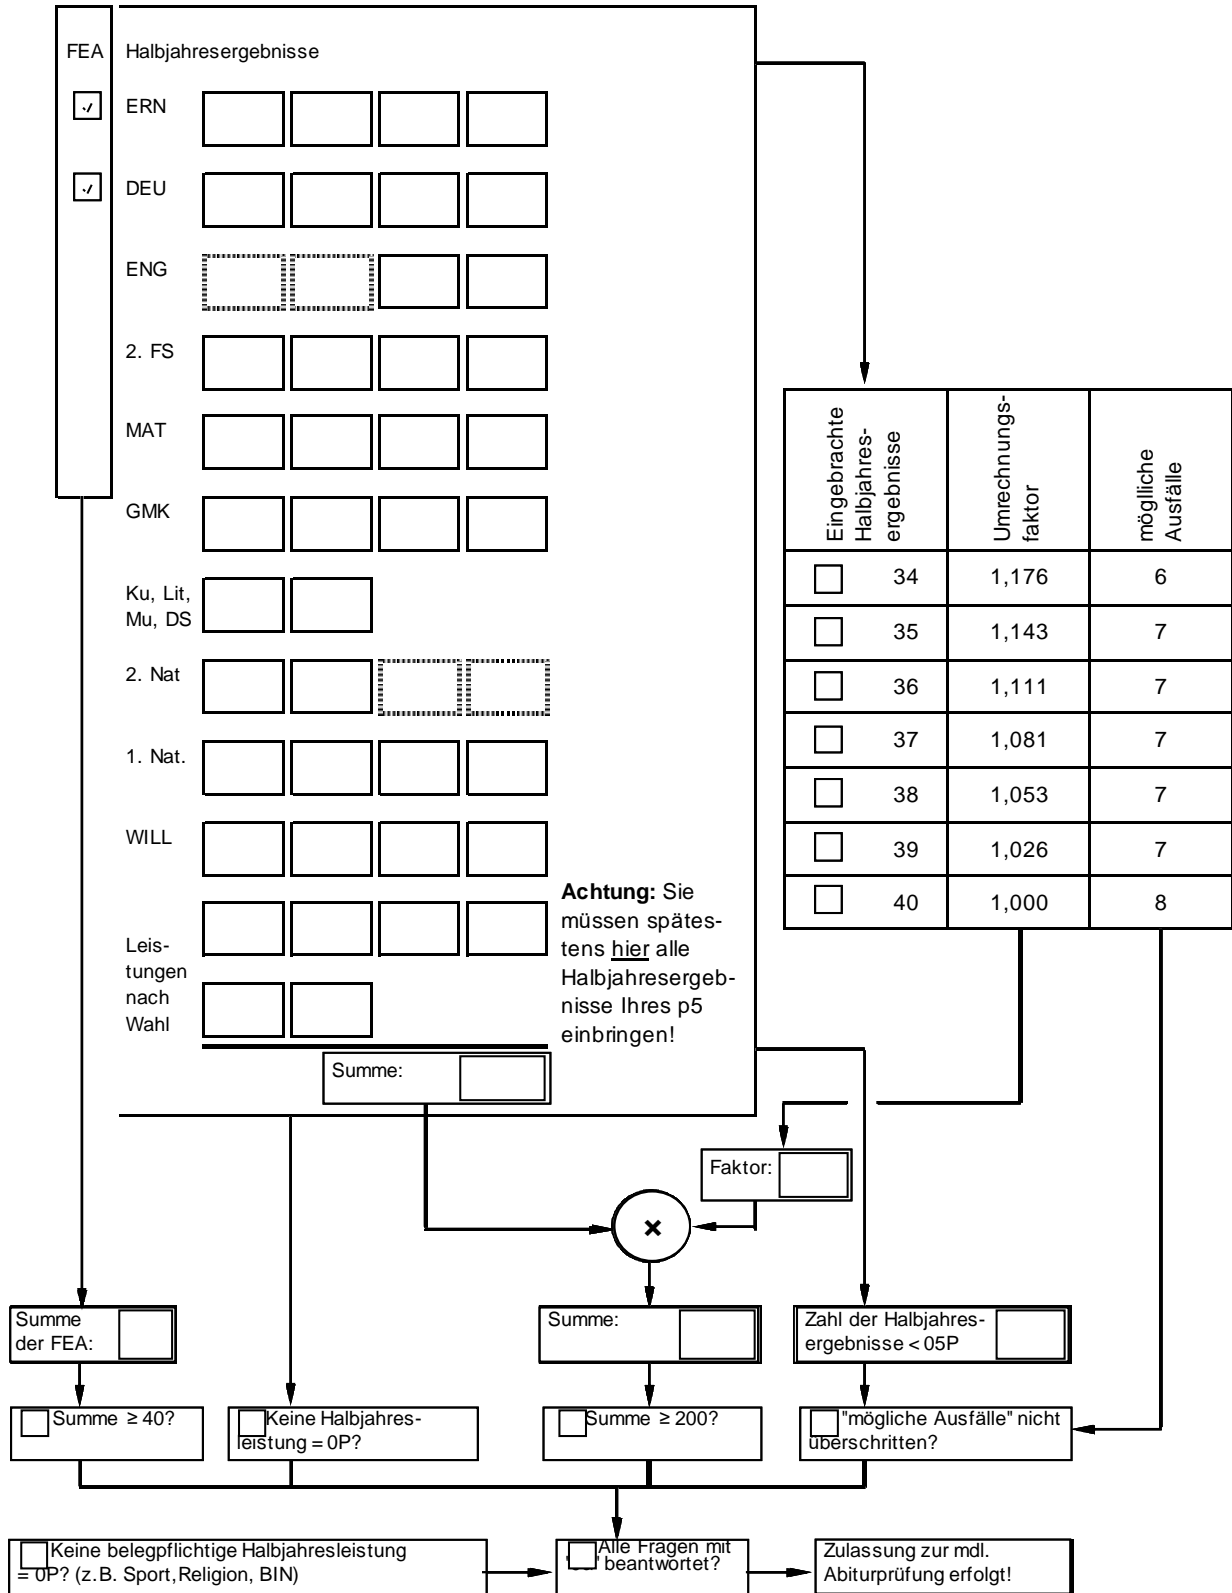 FEA Halbjahresergebnisse
ERN
DEU
ENG
2. FS
MAT
GMK
Ku, Lit,
Mu, DS
2. Nat
1. Nat.
WILL
Leis-
tungen
nach
Wahl
Achtung: Sie
müssen spätes-
tens hier alle
Halbjahresergeb-
nisse Ihres p5
einbringen!
Summe:
Eingebrachte
Halbjahres-
ergebnisse
Umrechnungs-
faktor
mögliche
Ausfälle
34 1,176 6
35 1,143 7
36 1,111 7
37 1,081 7
38 1,053 7
39 1,026 7
40 1,000 8
Faktor:
×
Summe
der FEA:
Summe:
Zahl der Halbjahres-
ergebnisse < 05P
Summe ≥ 40?
Keine Halbjahres-
leistung = 0P?
Summe ≥ 200?
"mögliche Ausfälle" nicht
überschritten?
Keine belegpflichtige Halbjahresleistung
= 0P? (z.B. Sport, Religion, BIN)
Alle Fragen mit
beantwortet?
Zulassung zur mdl.
Abiturprüfung erfolgt!